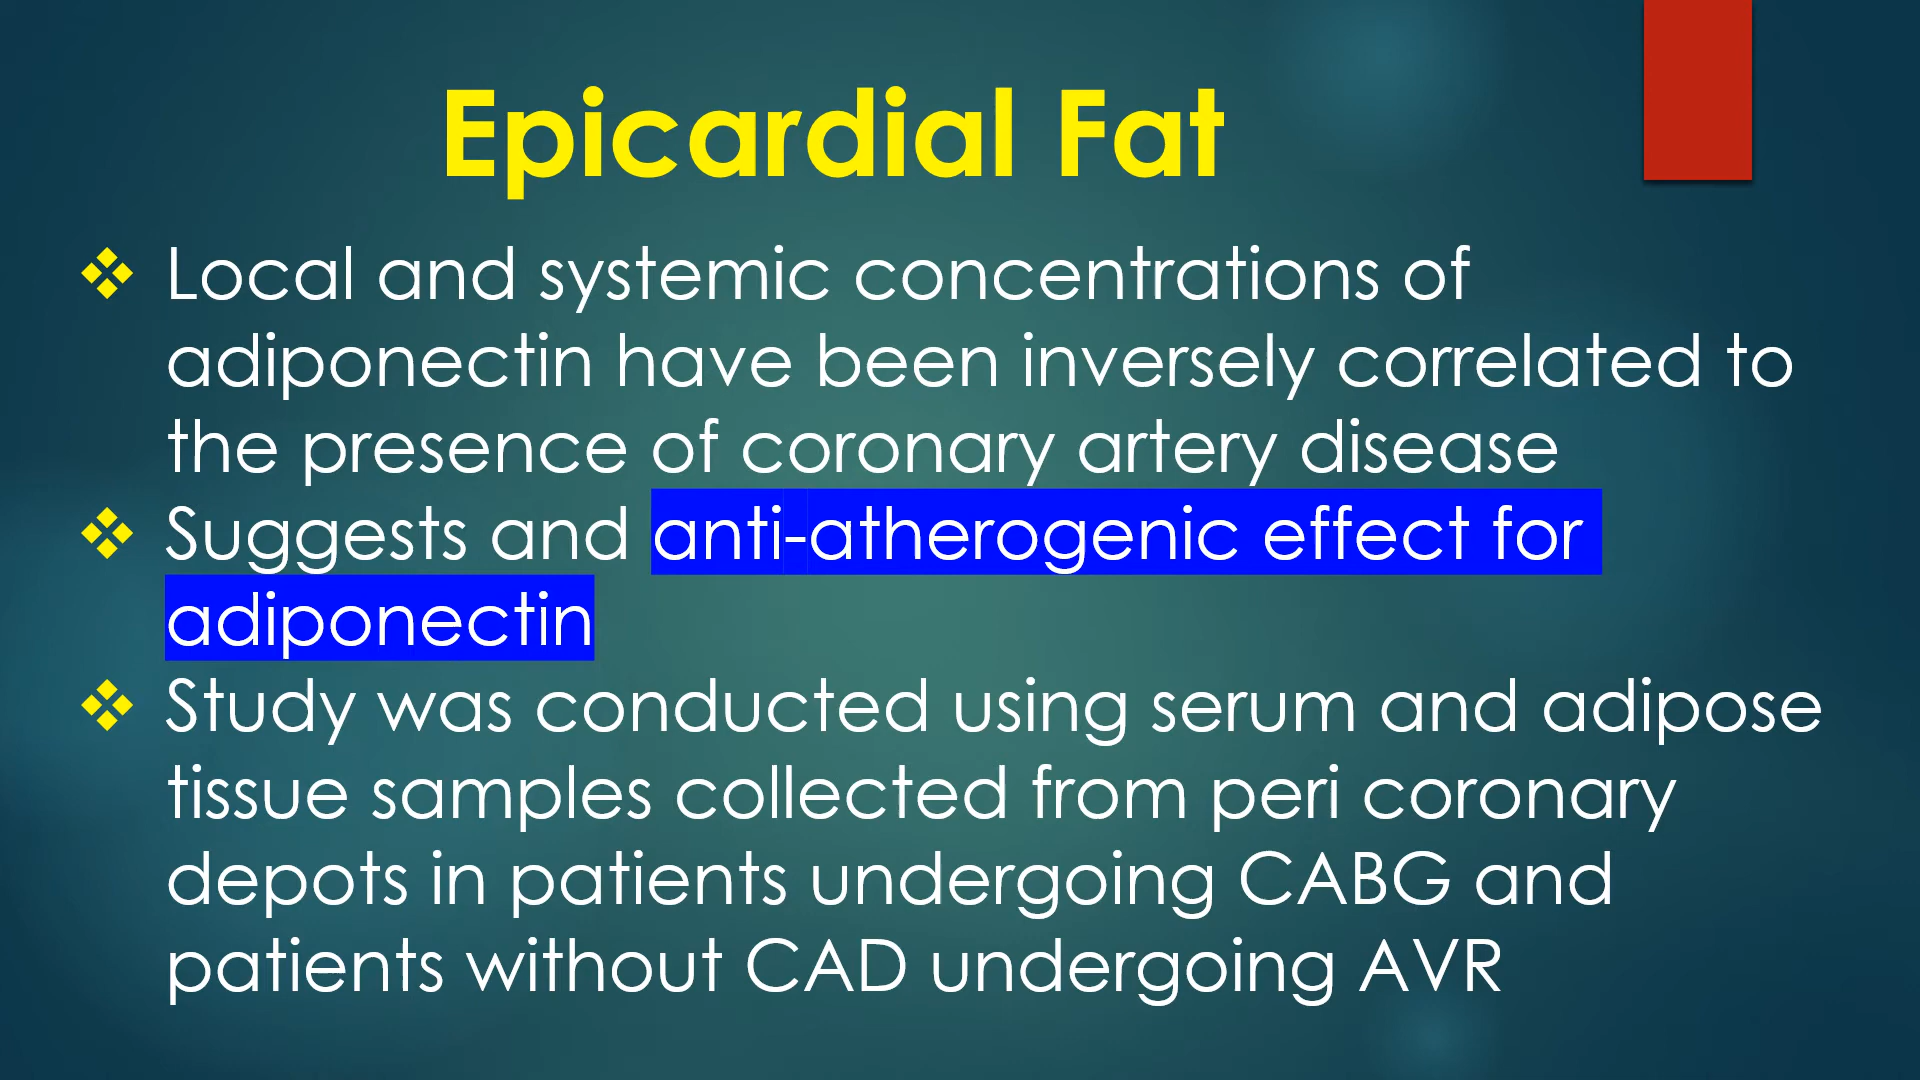 Epicardial Fat
Local and systemic concentrations of
adiponectin have been inversely correlated to
the presence of coronary artery disease
Suggests and anti-atherogenic effect for
adiponectin
Study was conducted using serum and adipose
tissue samples collected from peri coronary
depots in patients undergoing CABG and
patients without CAD undergoing AVR